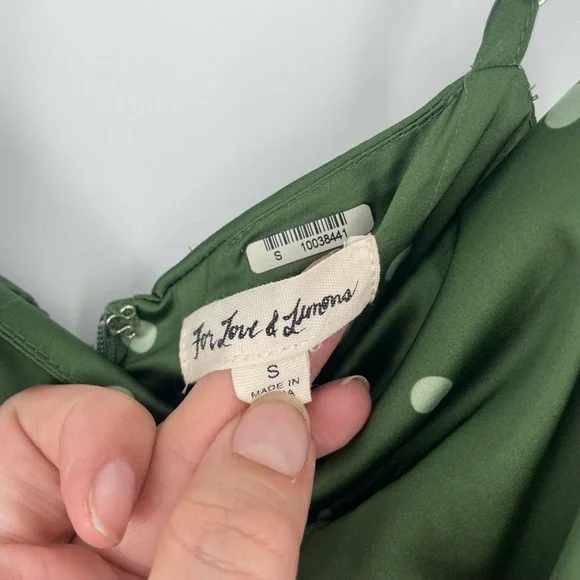 S 10038441
For Love & Lemons
S
MADE IN